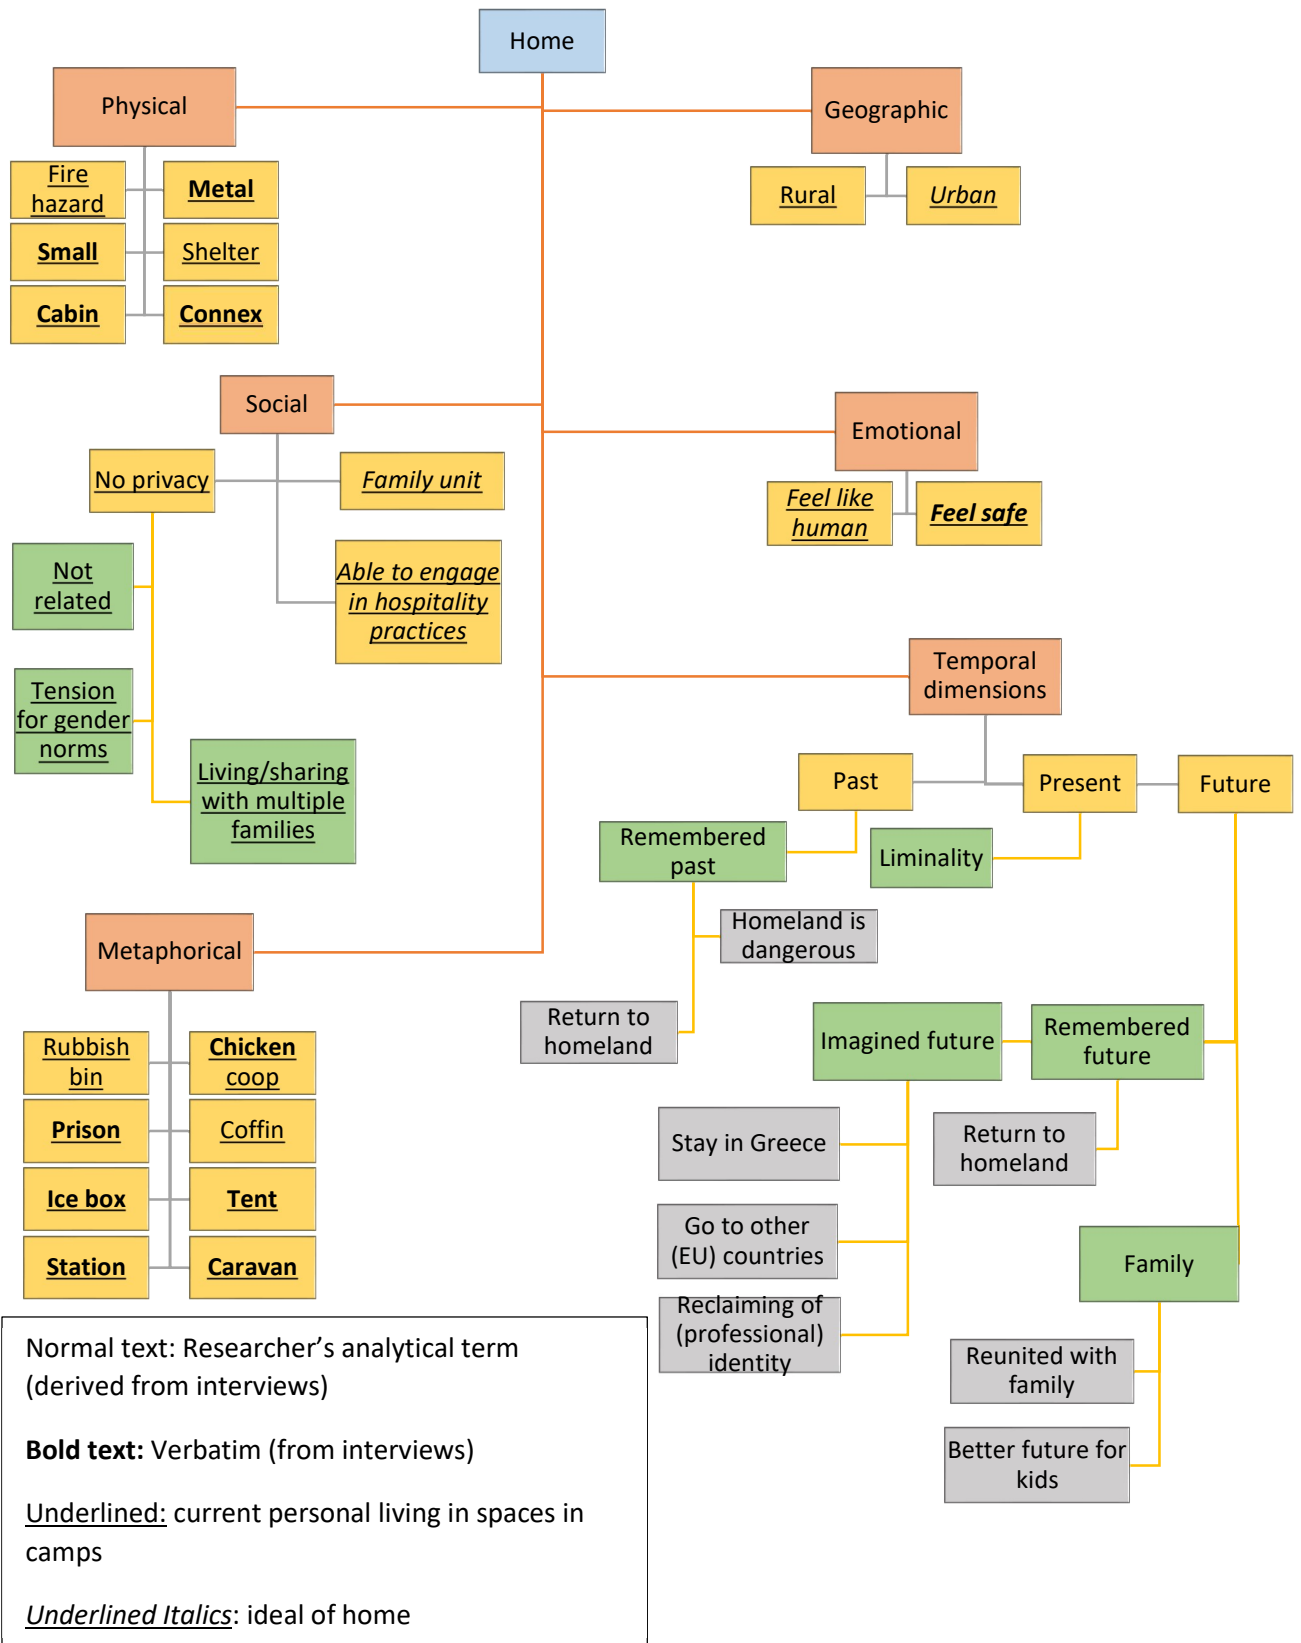 Home
Physical
Fire
hazard
Metal
Small
Shelter
Cabin
Connex
Geographic
Rural
Urban
Social
No privacy
Family unit
Able to engage
in hospitality
practices
Not
related
Tension
for gender
norms
Living/sharing
with multiple
families
Emotional
Feel like
human
Feel safe
Temporal
dimensions
Past
Present
Future
Remembered
past
Liminality
Homeland is
dangerous
Return to
homeland
Imagined future
Remembered
future
Stay in Greece
Return to
homeland
Go to other
(EU) countries
Reclaiming of
(professional)
identity
Family
Reunited with
family
Better future for
kids
Metaphorical
Rubbish
bin
Chicken
coop
Prison
Coffin
Ice box
Tent
Station
Caravan
Normal text: Researcher’s analytical term
(derived from interviews)
Bold text: Verbatim (from interviews)
Underlined: current personal living in spaces in
camps
Underlined Italics: ideal of home